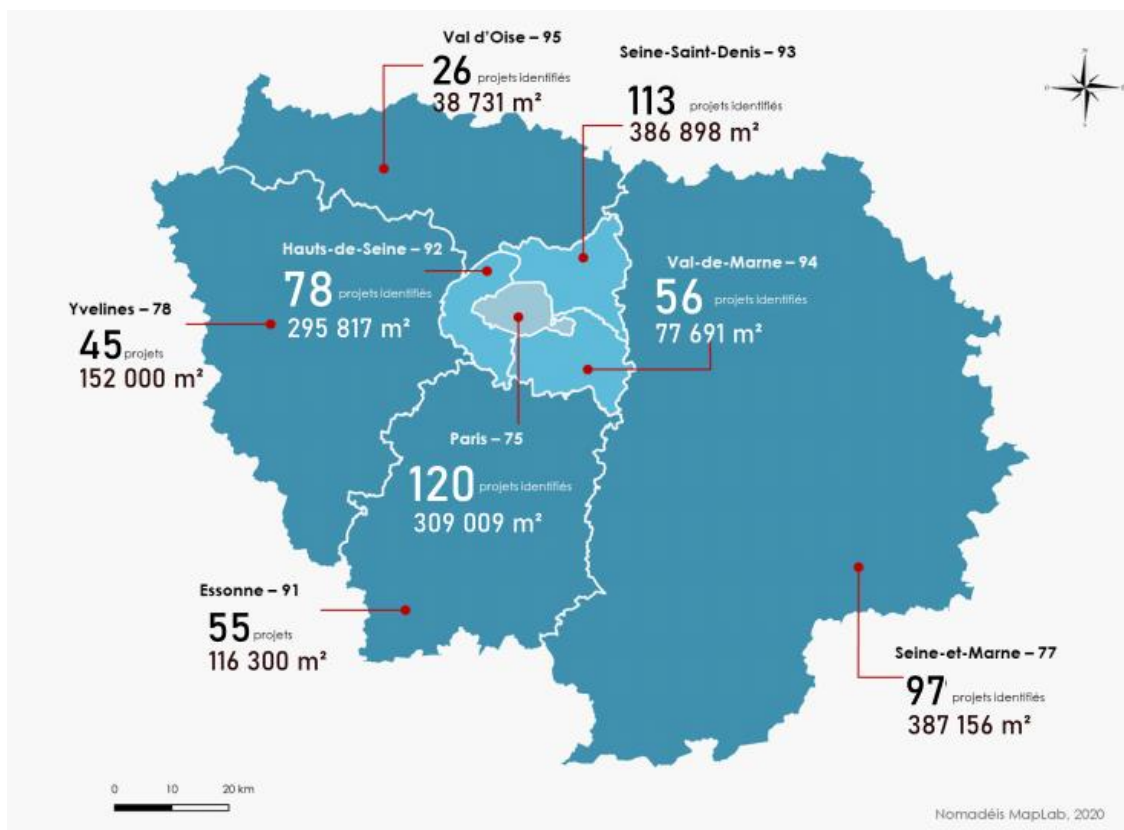 Val d'Oise – 95
26 projets identifiés
38 731 m²
Seine-Saint-Denis – 93
113 projets identifiés
386 898 m²
Hauts-de-Seine – 92
78 projets identifiés
295 817 m²
Val-de-Marne – 94
56 projets identifiés
77 691 m²
Yvelines – 78
45 projets
152 000 m²
Paris – 75
120 projets identifiés
309 009 m²
Essonne – 91
55 projets
116 300 m²
Seine-et-Marne – 77
97 projets identifiés
387 156 m²
0 10 20 km
Nomadéis MapLab, 2020